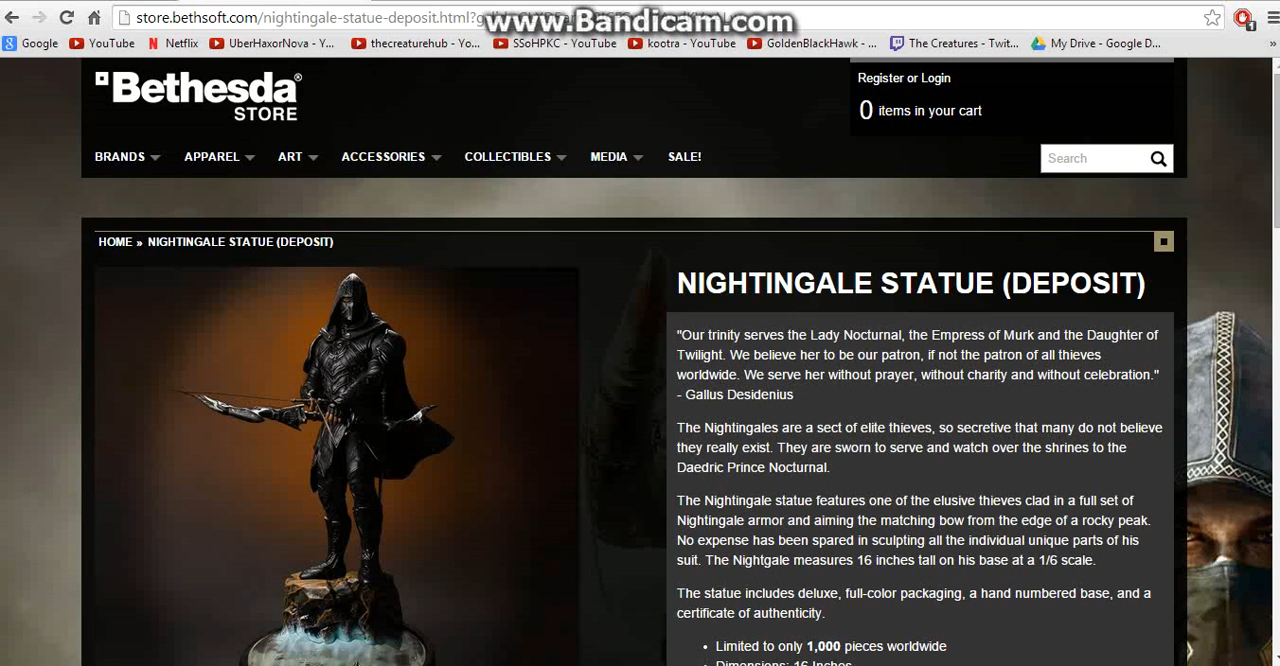 www.Bandicam.com
store.bethsoft.com/nightingale-statue-deposit.html?
Google YouTube Netflix UberHaxorNova - Y... thecreaturehub - Yo... SSoHPKC - YouTube kootra - YouTube GoldenBlackHawk - ... The Creatures - Twit... My Drive - Google D... »
Bethesda®
STORE
Register or Login
0 items in your cart
BRANDS APPAREL ART ACCESSORIES COLLECTIBLES MEDIA SALE!
Search
HOME » NIGHTINGALE STATUE (DEPOSIT)
NIGHTINGALE STATUE (DEPOSIT)
"Our trinity serves the Lady Nocturnal, the Empress of Murk and the Daughter of
Twilight. We believe her to be our patron, if not the patron of all thieves
worldwide. We serve her without prayer, without charity and without celebration."
- Gallus Desidenius
The Nightingales are a sect of elite thieves, so secretive that many do not believe
they really exist. They are sworn to serve and watch over the shrines to the
Daedric Prince Nocturnal.
The Nightingale statue features one of the elusive thieves clad in a full set of
Nightingale armor and aiming the matching bow from the edge of a rocky peak.
No expense has been spared in sculpting all the individual unique parts of his
suit. The Nightgale measures 16 inches tall on his base at a 1/6 scale.
The statue includes deluxe, full-color packaging, a hand numbered base, and a
certificate of authenticity.
• Limited to only 1,000 pieces worldwide
• Dimensions: 16 Inches